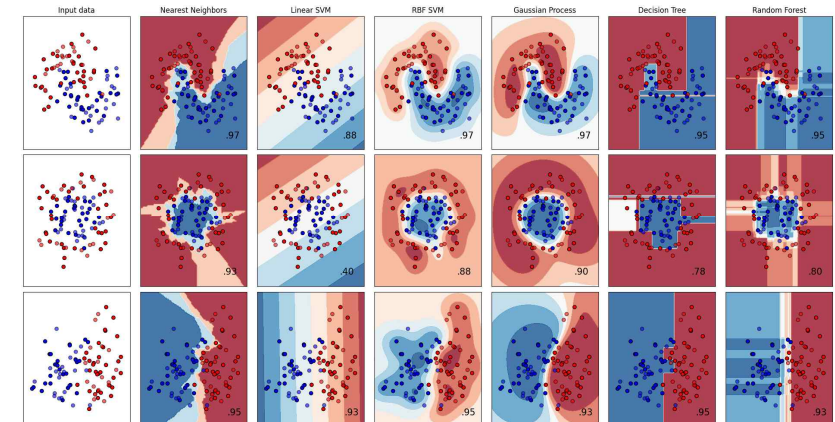 Input data Nearest Neighbors Linear SVM RBF SVM Gaussian Process Decision Tree Random Forest
.97 .88 .97 .97 .95 .95
.93 .40 .88 .90 .78 .80
.95 .93 .95 .93 .95 .93